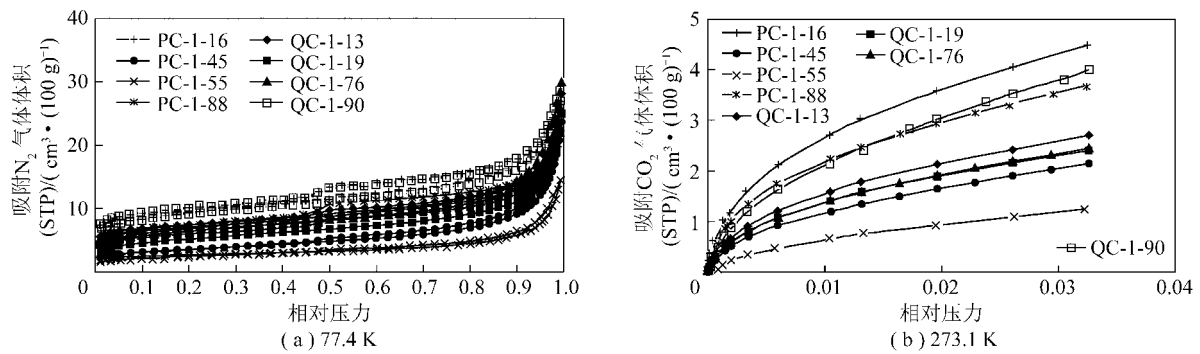 40
30
20
10
0
0.1
0.2
0.3
0.4
0.5
0.6
0.7
0.8
0.9
1.0
吸附N₂气体体积
(STP)/(cm³·(100 g)⁻¹)
PC-1-16
PC-1-45
PC-1-55
PC-1-88
QC-1-13
QC-1-19
QC-1-76
QC-1-90
相对压力
(a) 77.4 K
5
4
3
2
1
0
0.01
0.02
0.03
0.04
吸附CO₂气体体积
(STP)/(cm³·(100 g)⁻¹)
PC-1-16
PC-1-45
PC-1-55
PC-1-88
QC-1-13
QC-1-19
QC-1-76
QC-1-90
相对压力
(b) 273.1 K